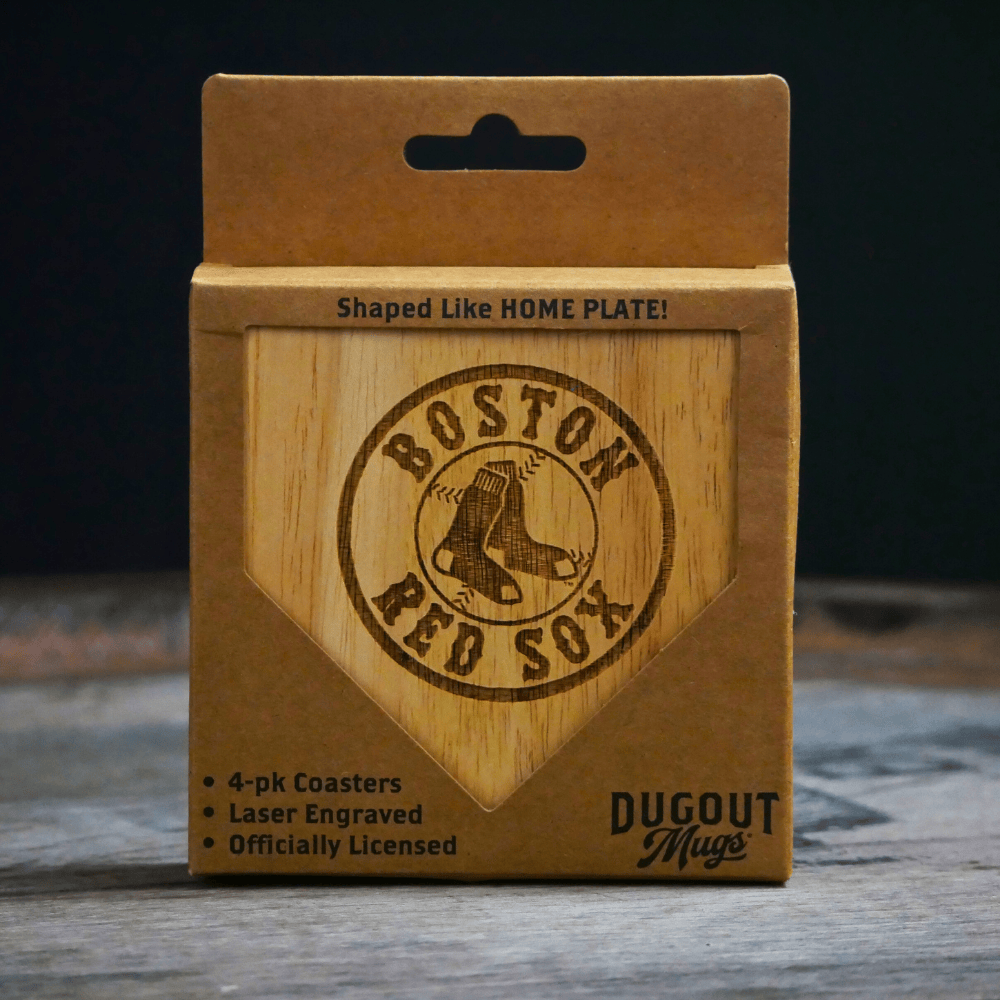 Shaped Like HOME PLATE!
BOSTON
RED SOX
• 4-pk Coasters
• Laser Engraved
• Officially Licensed
DUGOUT
Mugs